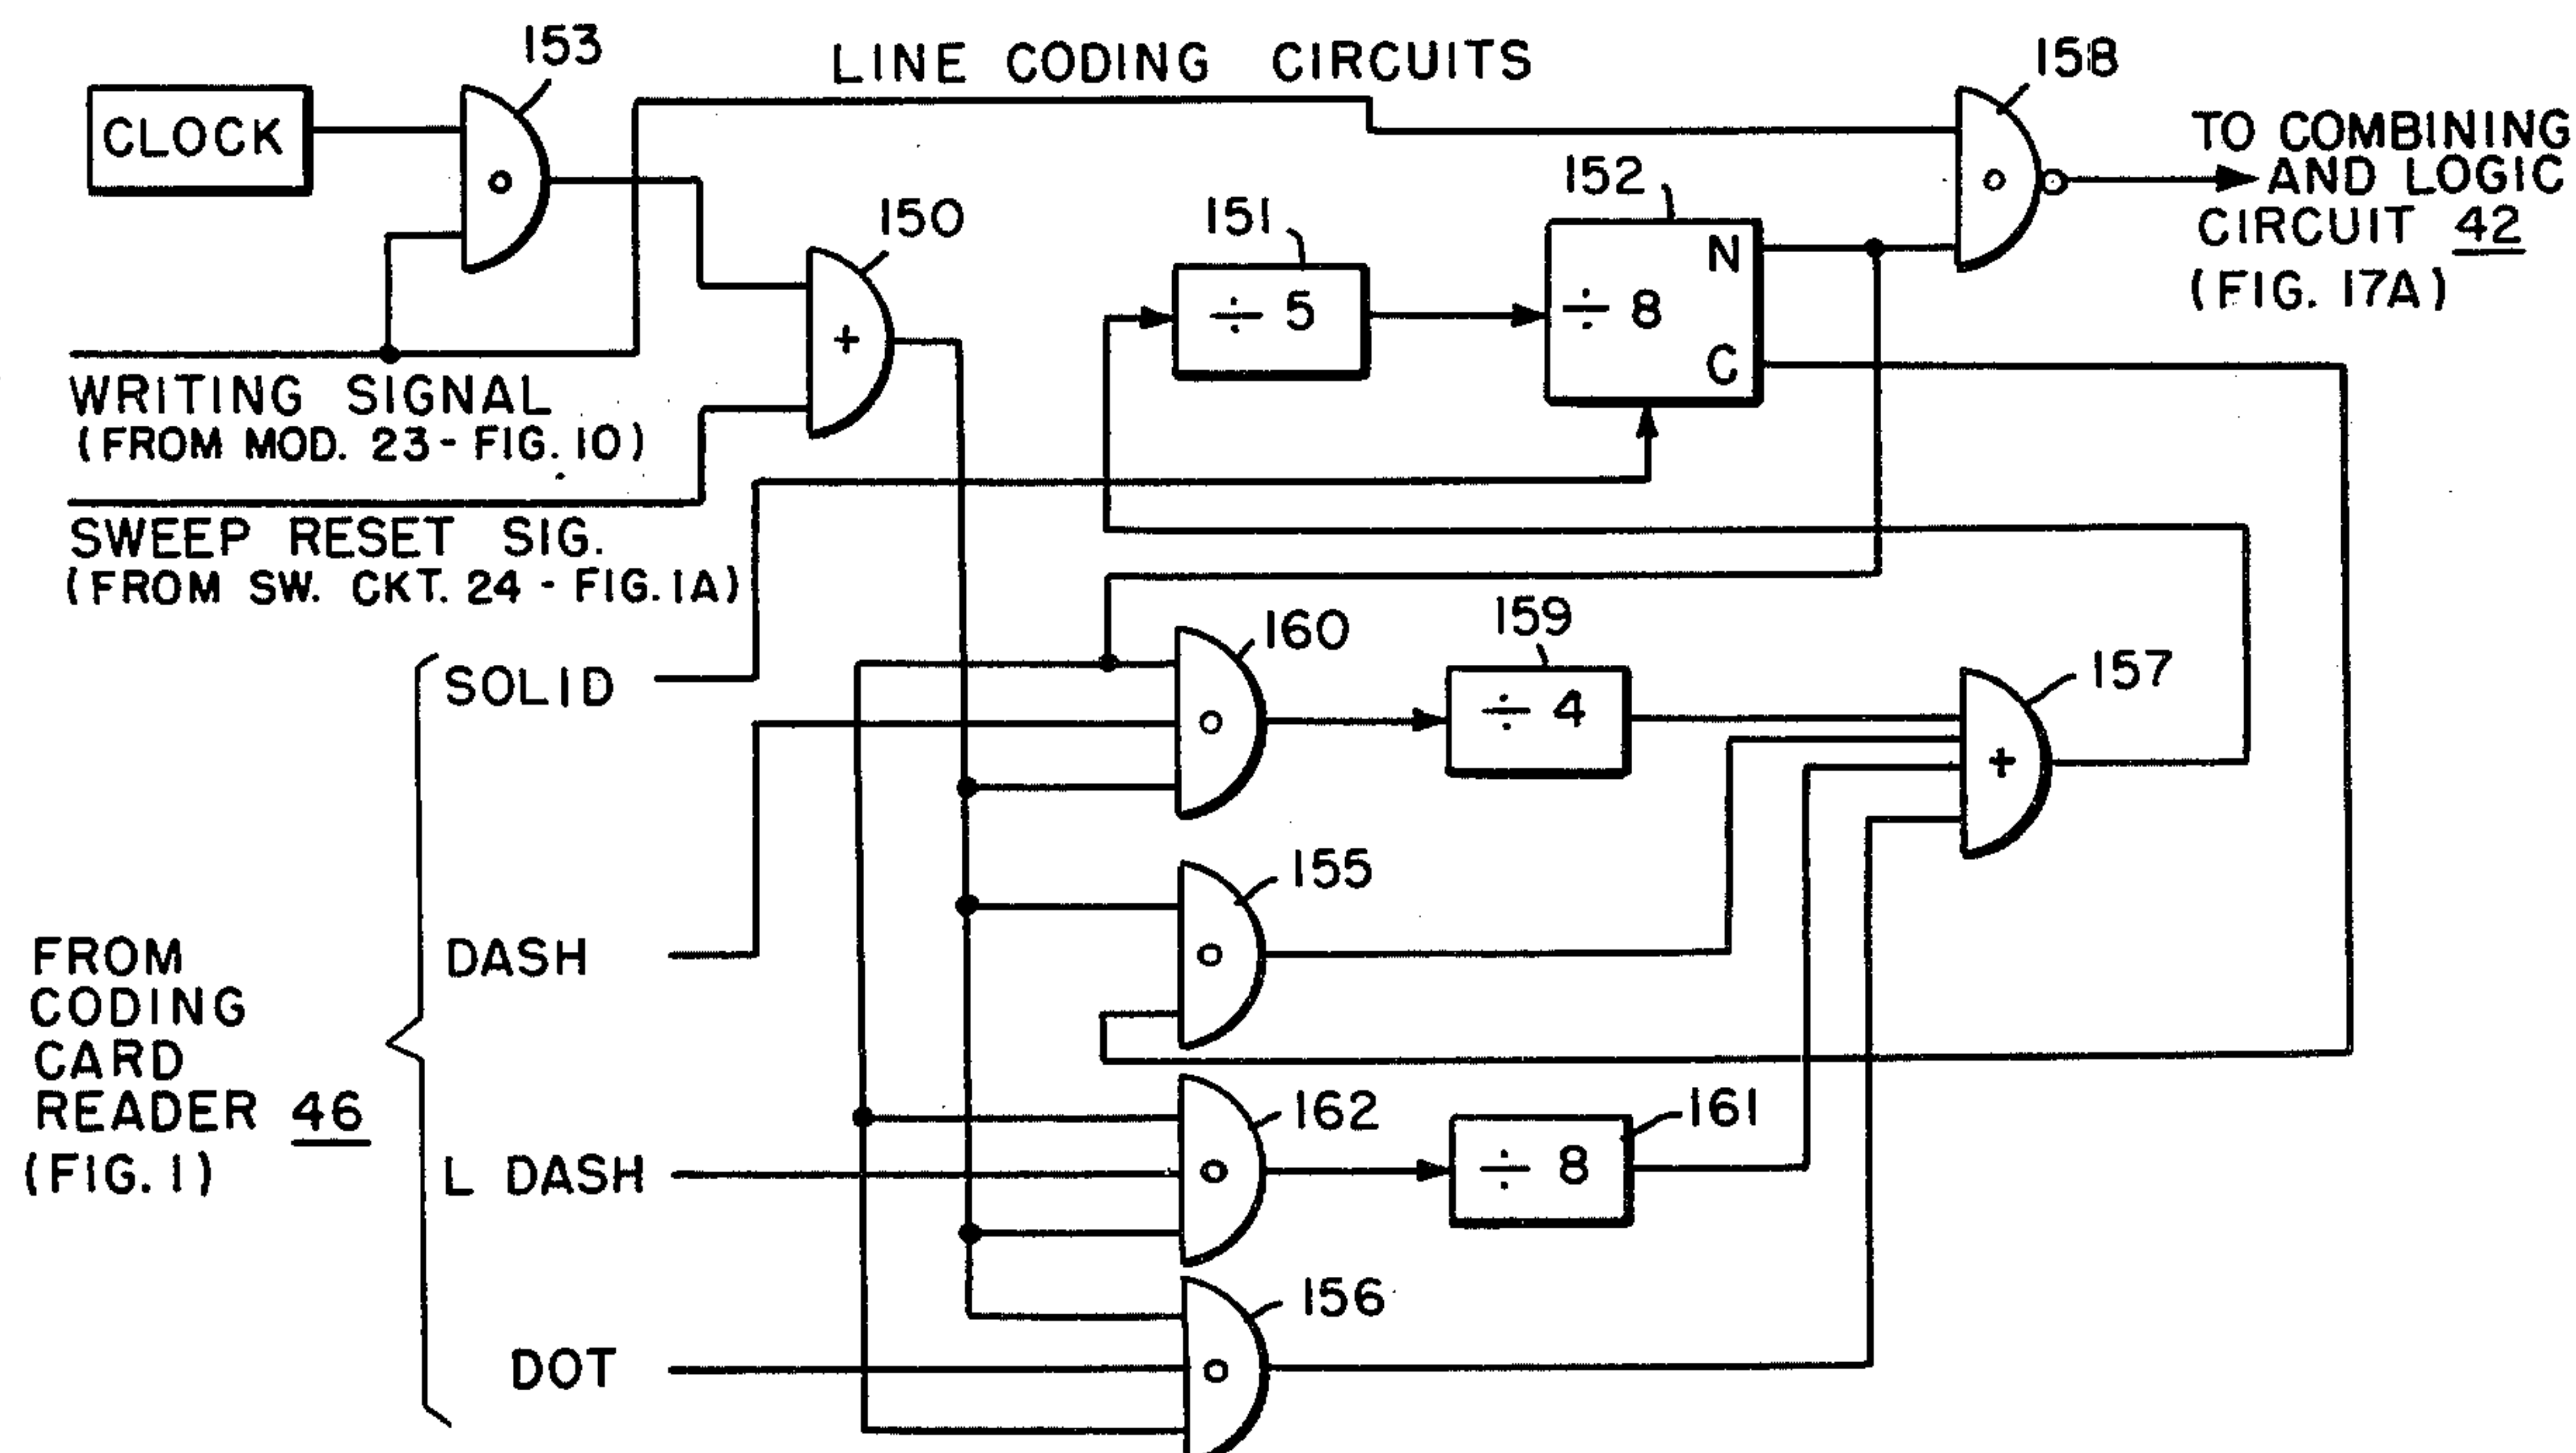 LINE CODING CIRCUITS
153
158
CLOCK
TO COMBINING
AND LOGIC
CIRCUIT 42
(FIG. 17A)
150
151
152
÷ 5
÷ 8
N
C
+
WRITING SIGNAL
(FROM MOD. 23 - FIG. 10)
SWEEP RESET SIG.
(FROM SW. CKT. 24 - FIG. 1A)
160
159
157
SOLID
÷ 4
+
155
DASH
FROM
CODING
CARD
READER 46
(FIG. 1)
162
161
L DASH
÷ 8
156
DOT